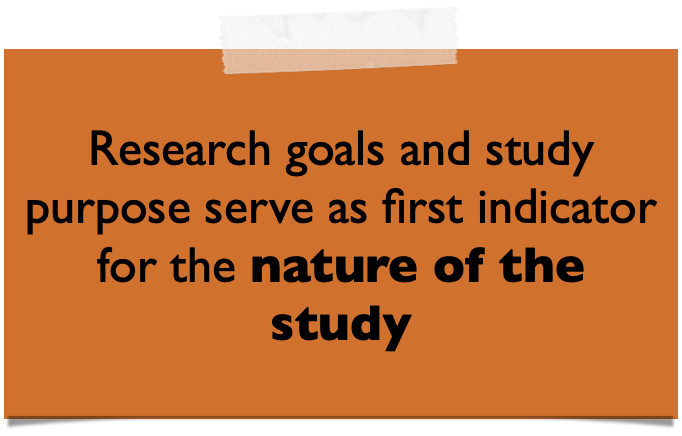 Research goals and study
purpose serve as first indicator
for the nature of the
study